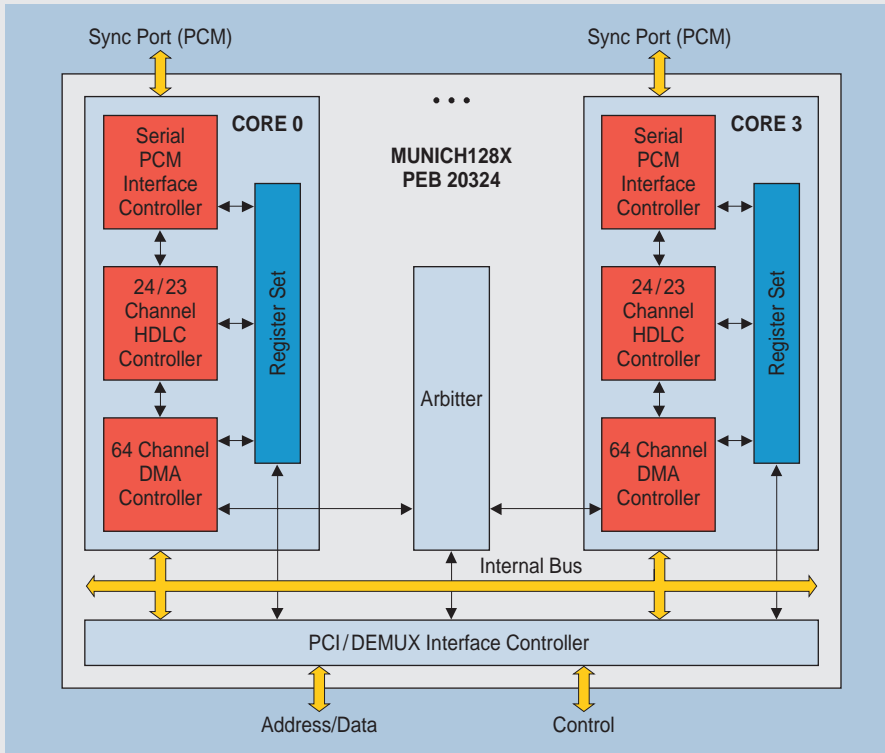 Sync Port (PCM)
Sync Port (PCM)
CORE 0
Serial
PCM
Interface
Controller
24/23
Channel
HDLC
Controller
64 Channel
DMA
Controller
Register Set
• • •
MUNICH128X
PEB 20324
Arbitter
CORE 3
Serial
PCM
Interface
Controller
24/23
Channel
HDLC
Controller
64 Channel
DMA
Controller
Register Set
Internal Bus
PCI/DEMUX Interface Controller
Address/Data
Control